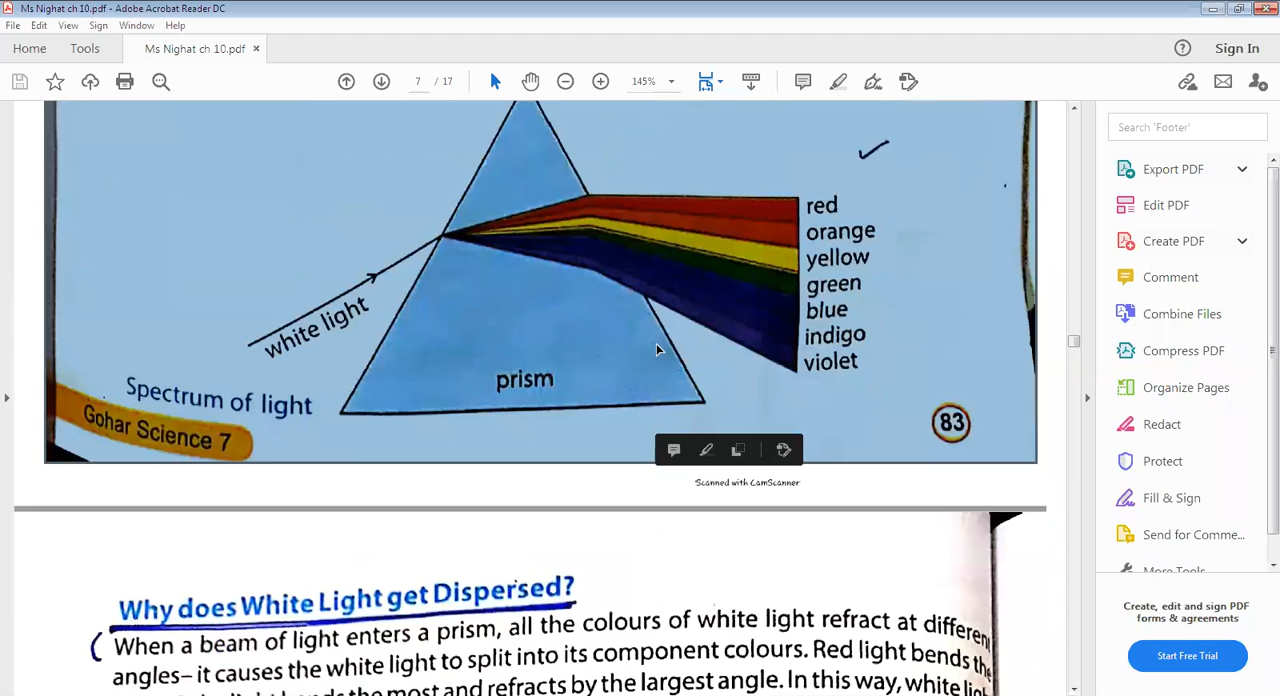 Ms Nighat ch 10.pdf - Adobe Acrobat Reader DC
File Edit View Sign Window Help
Home Tools Ms Nighat ch 10.pdf × Sign In
7 / 17 145%
Search 'Footer'
Export PDF
Edit PDF
Create PDF
Comment
Combine Files
Compress PDF
Organize Pages
Redact
Protect
Fill & Sign
Send for Comme...
More Tools
Create, edit and sign PDF
forms & agreements
Start Free Trial
red
orange
yellow
green
blue
indigo
violet
white light
prism
Spectrum of light
Gohar Science 7
83
Scanned with CamScanner
Why does White Light get Dispersed?
When a beam of light enters a prism, all the colours of white light refract at differen
angles– it causes the white light to split into its component colours. Red light bends the
light bends the most and refracts by the largest angle. In this way, white ligh